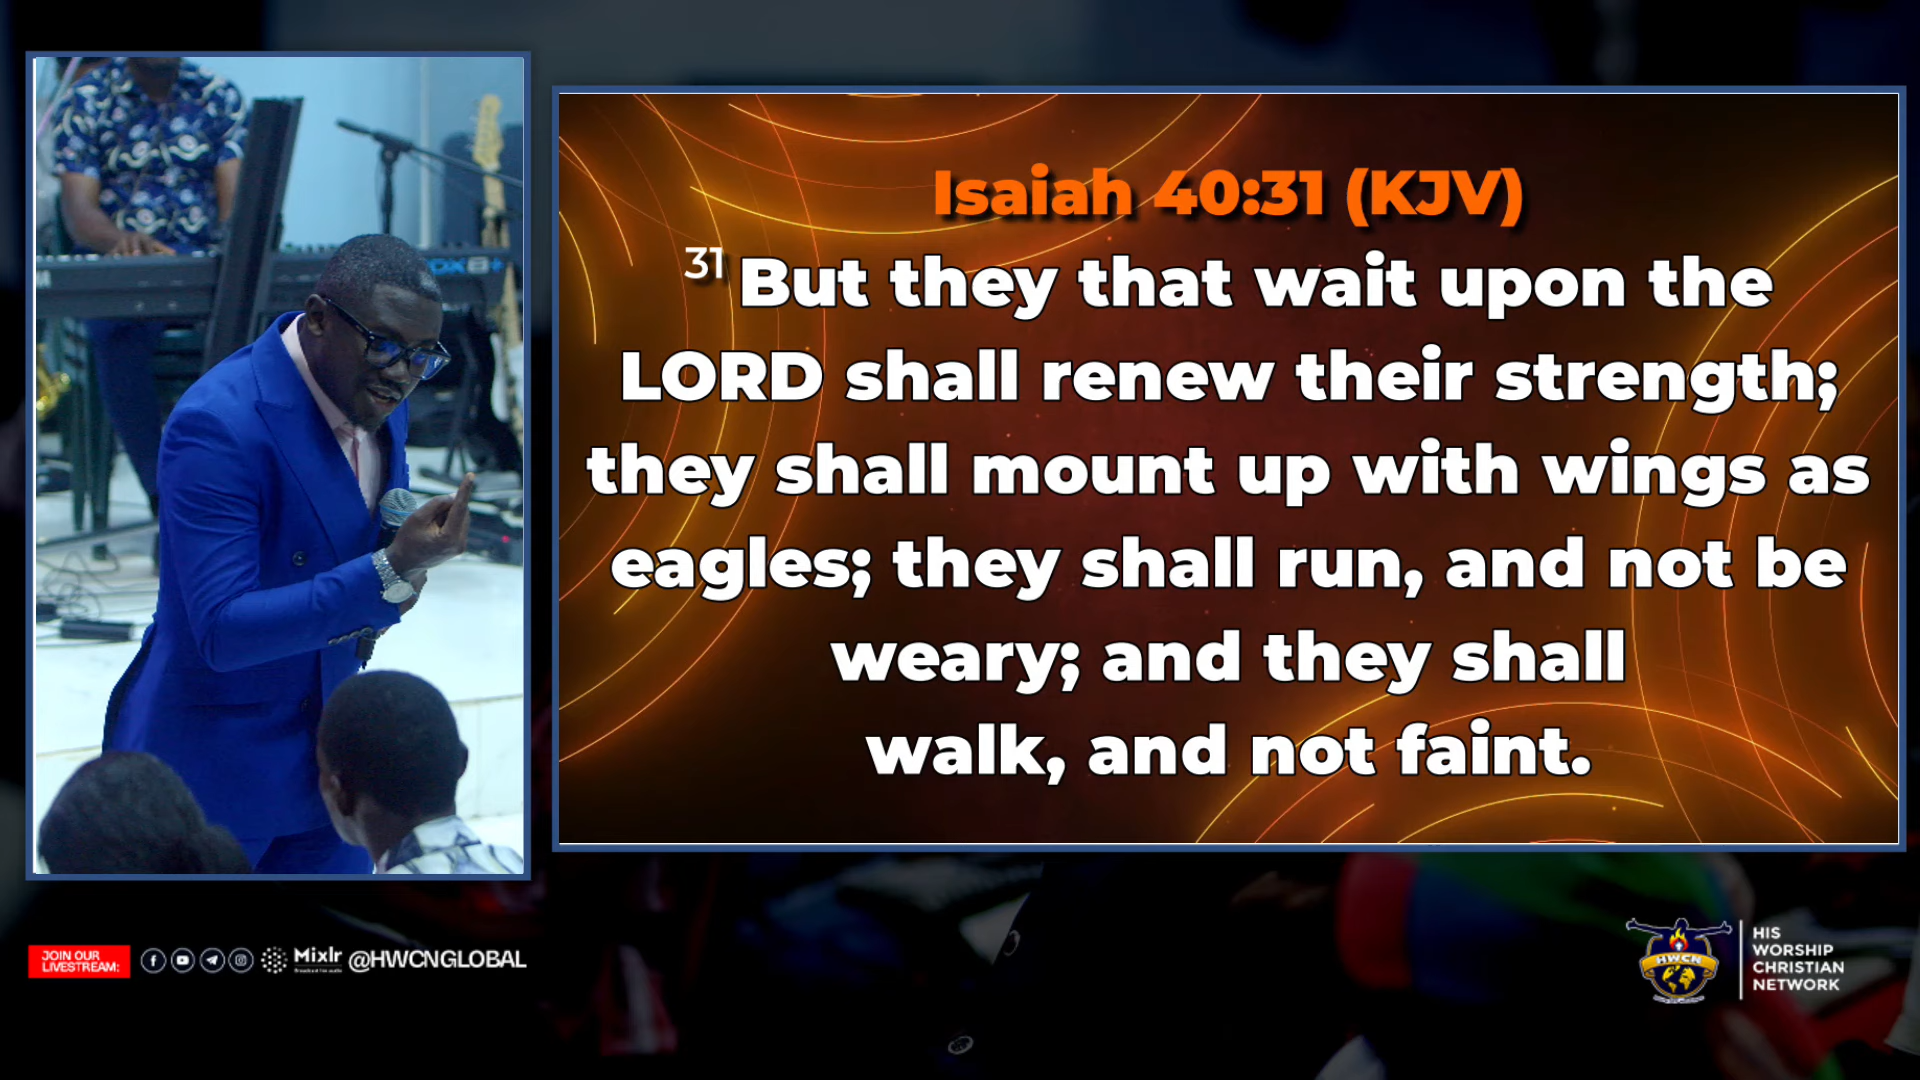 Isaiah 40:31 (KJV)
31 But they that wait upon the
LORD shall renew their strength;
they shall mount up with wings as
eagles; they shall run, and not be
weary; and they shall
walk, and not faint.
JOIN OUR
LIVESTREAM:
Mixlr
@HWCNGLOBAL
HWCN
HIS
WORSHIP
CHRISTIAN
NETWORK